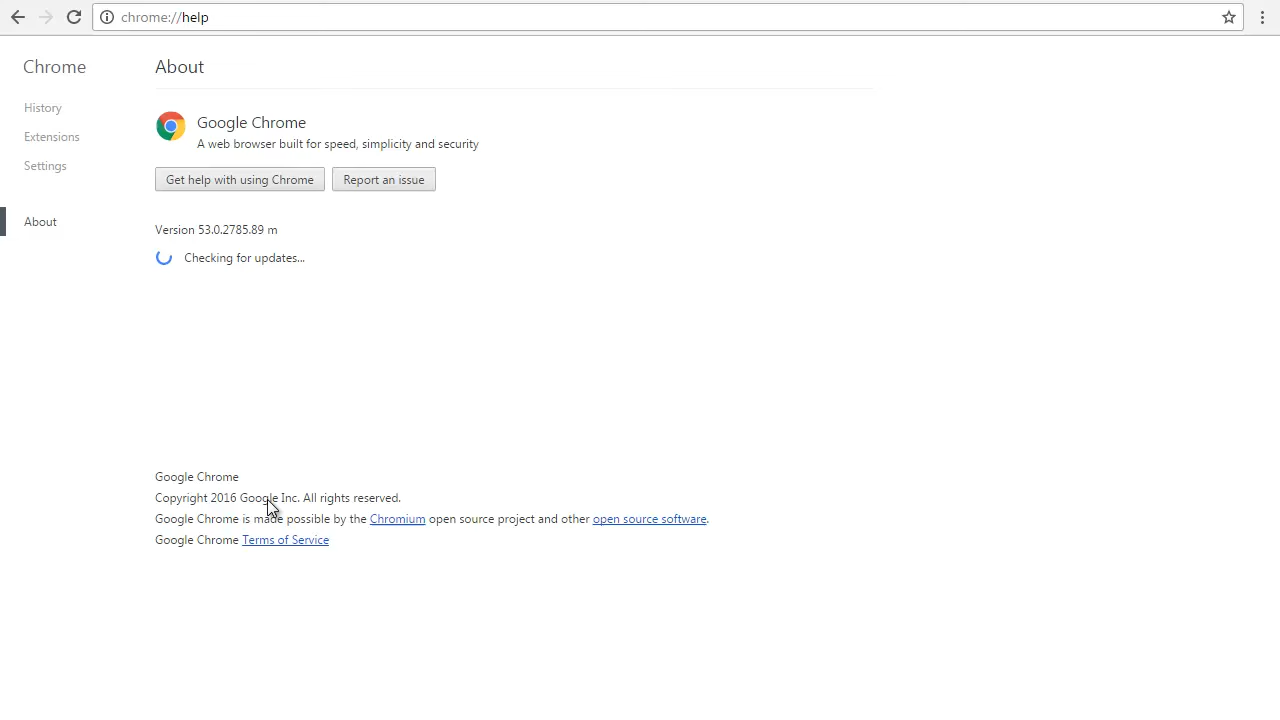 chrome://help
Chrome
About
History
Extensions
Settings
About
Google Chrome
A web browser built for speed, simplicity and security
Get help with using Chrome
Report an issue
Version 53.0.2785.89 m
Checking for updates...
Google Chrome
Copyright 2016 Google Inc. All rights reserved.
Google Chrome is made possible by the Chromium open source project and other open source software.
Google Chrome Terms of Service